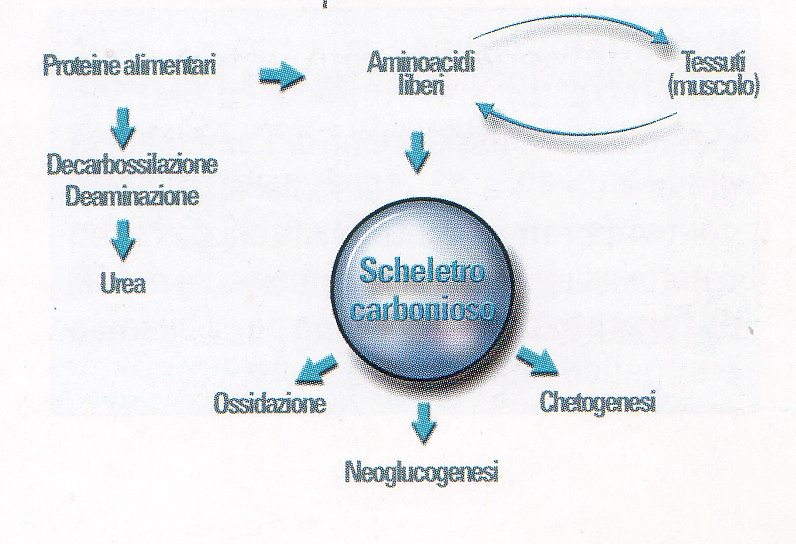 Proteine alimentari
Aminoacidi
liberi
Tessuti
(muscolo)
Decarbossilazione
Deaminazione
Urea
Scheletro
carbonioso
Ossidazione
Chetogenesi
Neoglucogenesi